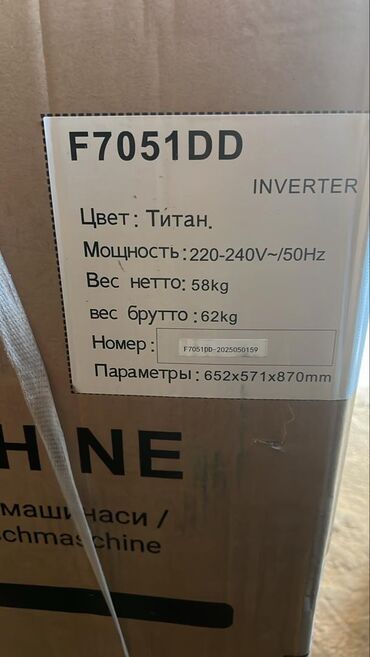 F7051DD
INVERTER
Цвет: Титан.
Мощность: 220-240V~/50Hz
Вес нетто: 58kg
вес брутто: 62kg
Номер: F7051DD-2025050159
Параметры: 652x571x870mm
HINE
машинаси /
schmaschine